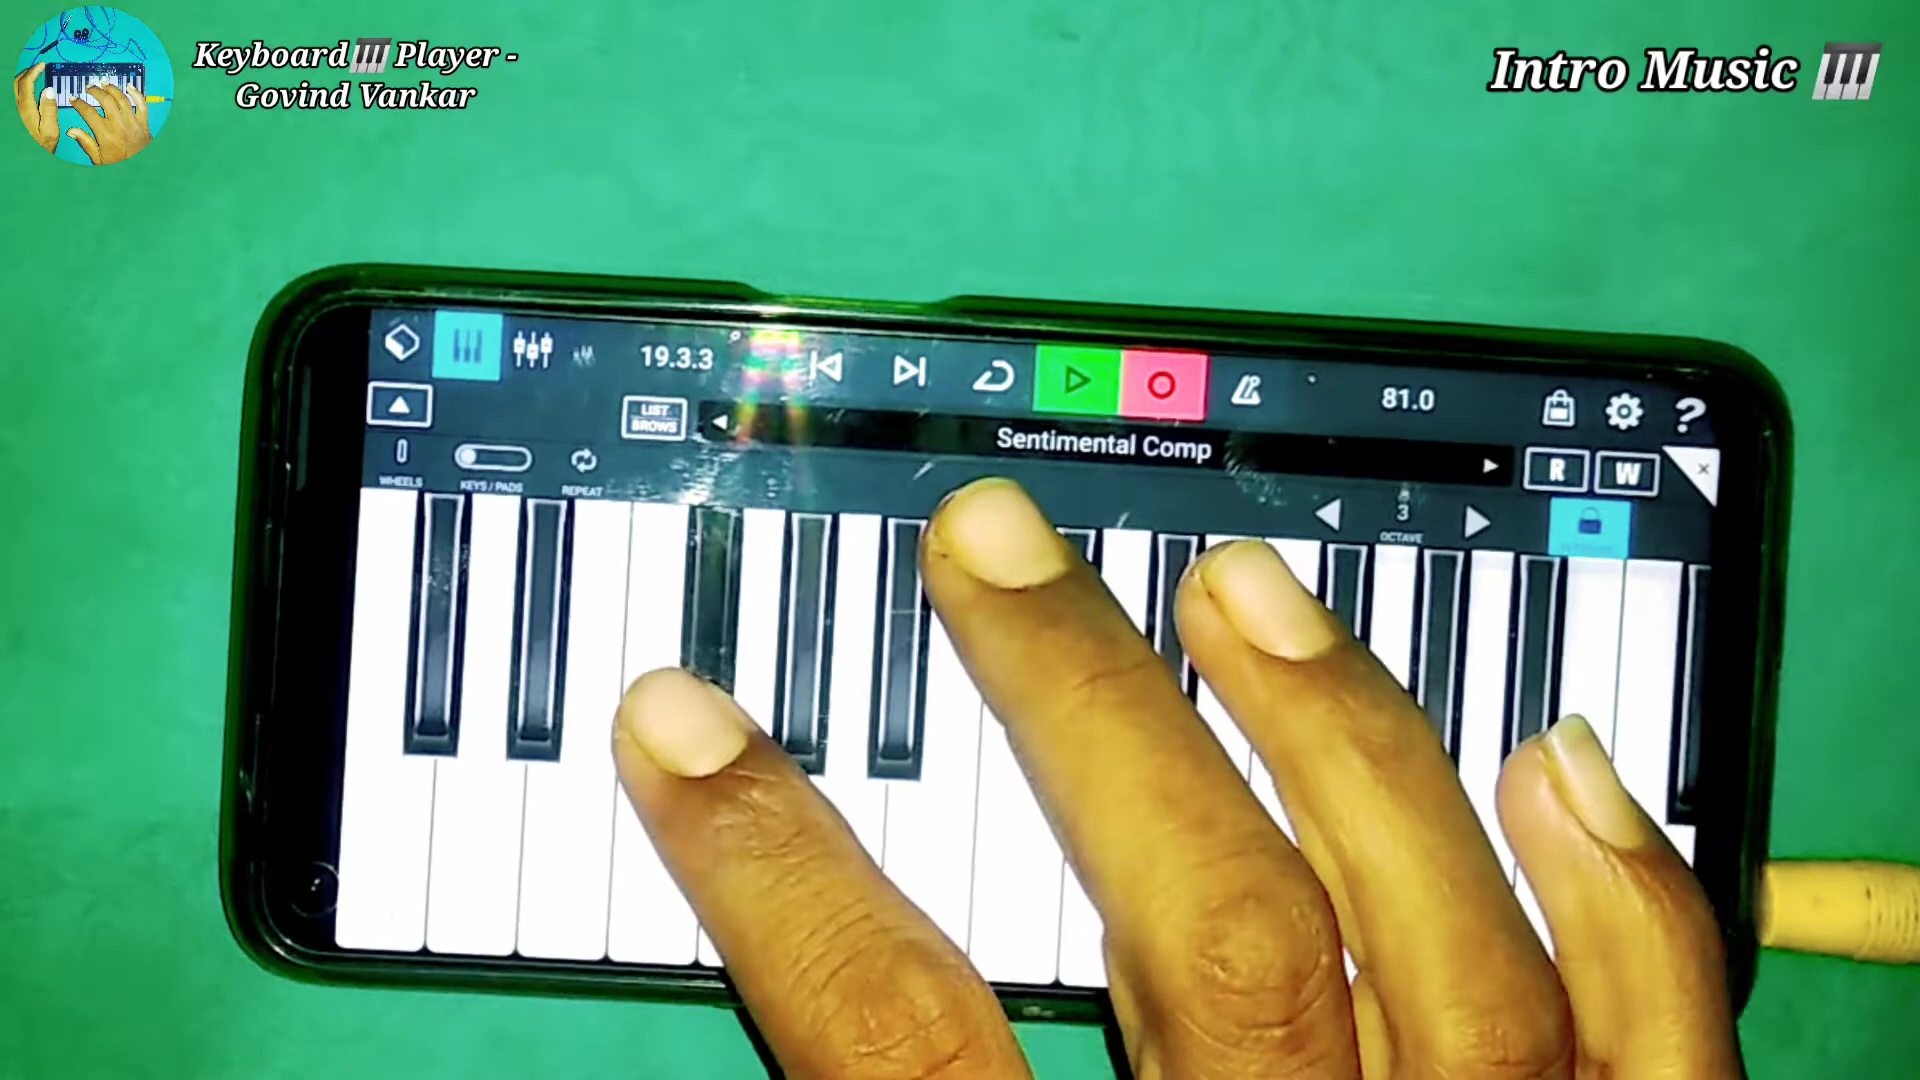 Keyboard🎹Player -
Govind Vankar
Intro Music 🎹
19.3.3
81.0
LIST
BROWS
Sentimental Comp
R
W
WHEELS
KEYS / PADS
REPEAT
3
OCTAVE